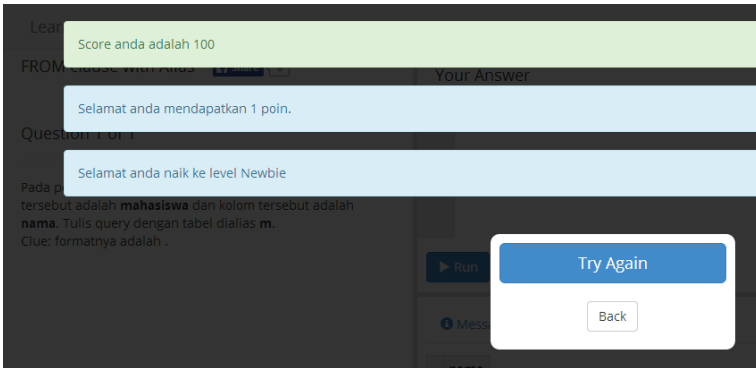 Lear
Score anda adalah 100
FROM clause with Alias
Share
Your Answer
Selamat anda mendapatkan 1 poin.
Question 1 of 1
Selamat anda naik ke level Newbie
Pada p
tersebut adalah mahasiswa dan kolom tersebut adalah
nama. Tulis query dengan tabel dialias m.
Clue: formatnya adalah .
Run
Try Again
Back
Messa